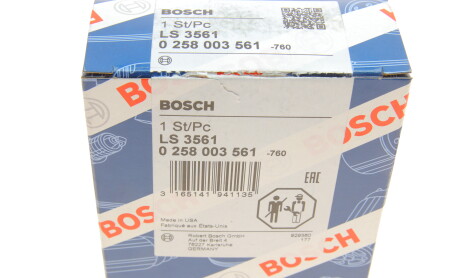 BOSCH
1 St/Pc
LS 3561
0 258 003 561 -760
BOSCH
1 St/Pc
LS 3561
0 258 003 561 -760
3 165141 941135
EAC
Made in USA
Fabriqué aux Etats-Unis
Robert Bosch GmbH
Auf der Breit 4
76227 Karlsruhe
GERMANY
BOSCH
BOSCH